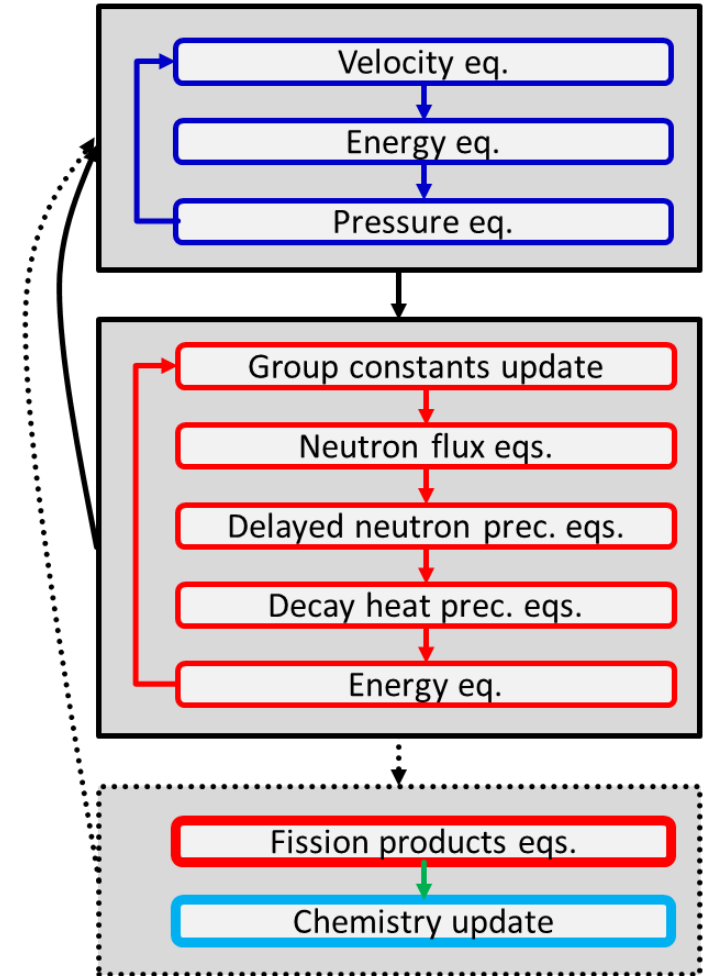 Velocity eq.
Energy eq.
Pressure eq.
Group constants update
Neutron flux eqs.
Delayed neutron prec. eqs.
Decay heat prec. eqs.
Energy eq.
Fission products eqs.
Chemistry update